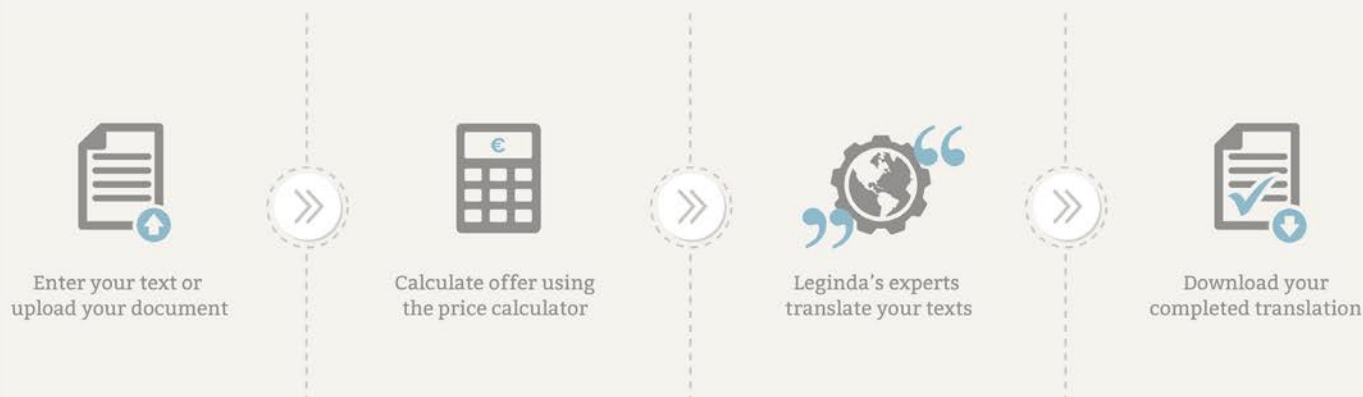 €
Enter your text or
upload your document
Calculate offer using
the price calculator
Leginda's experts
translate your texts
Download your
completed translation